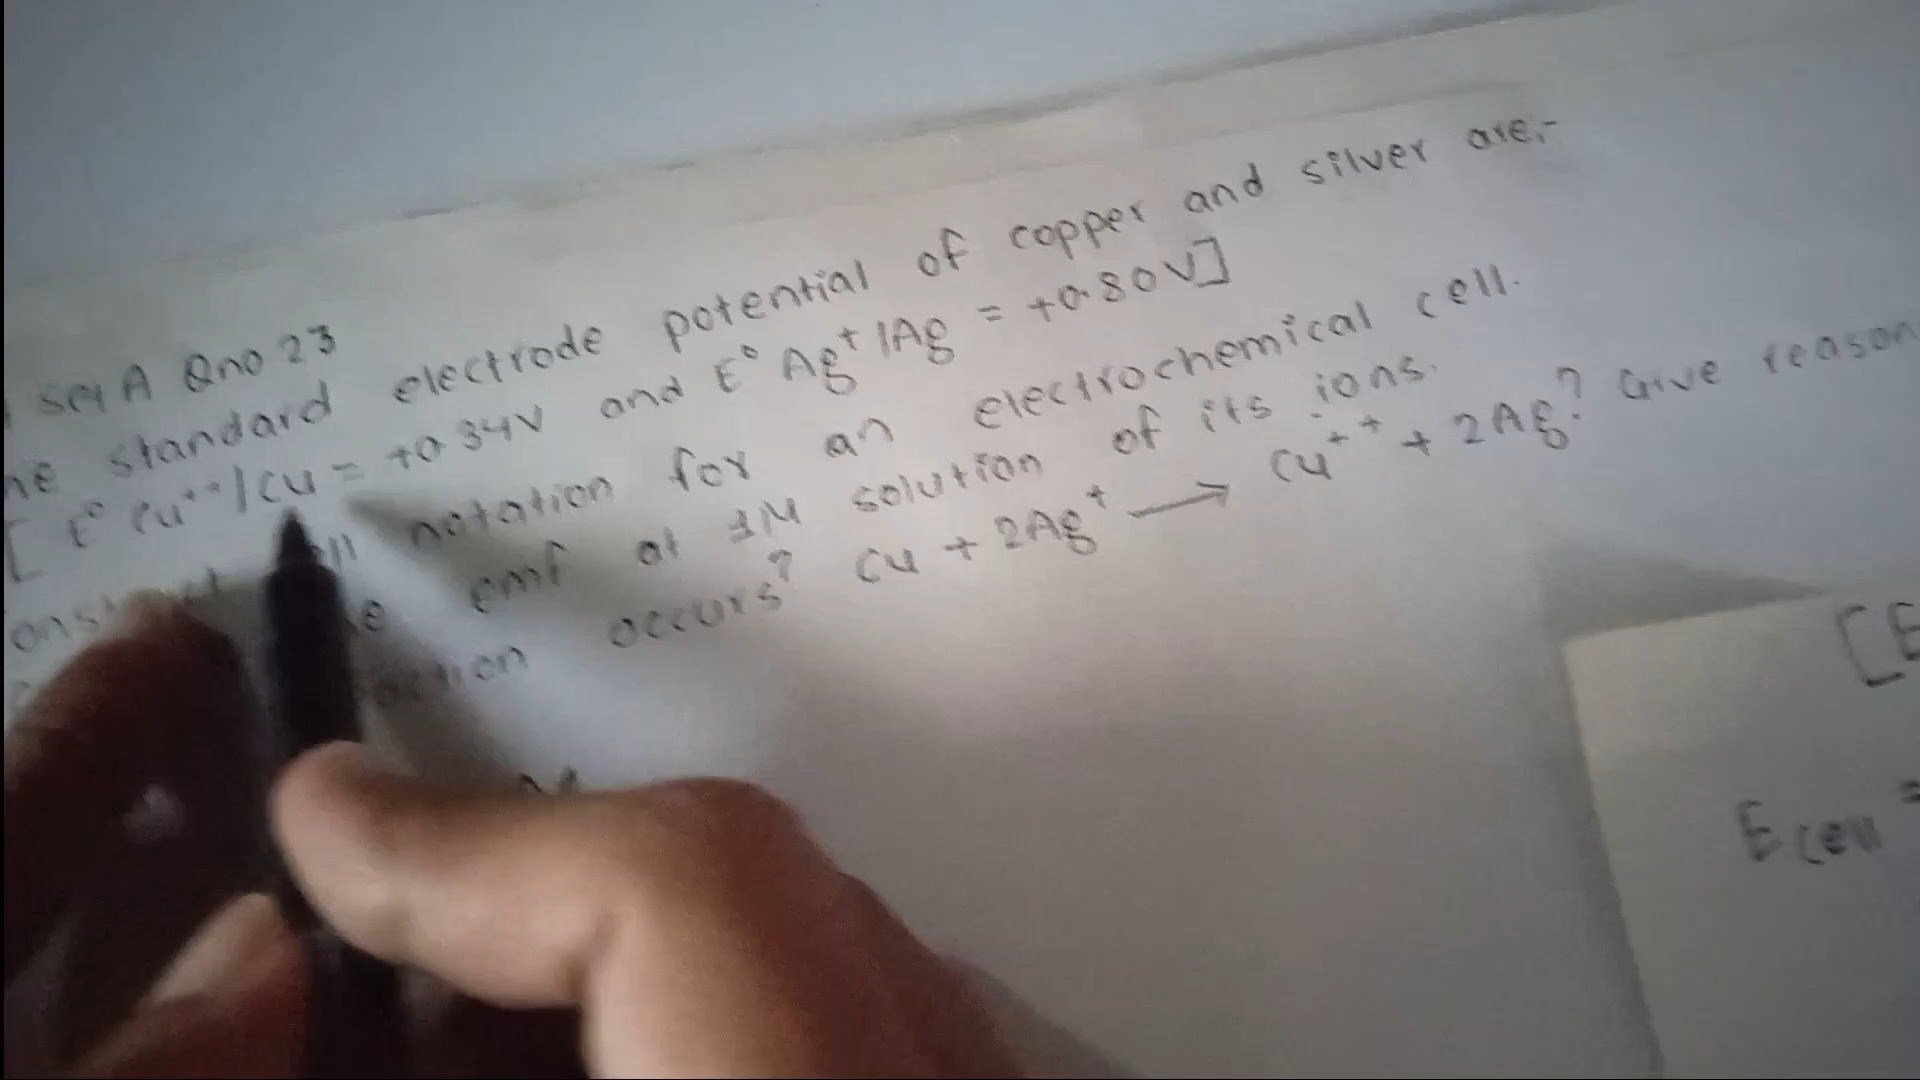 set A Qno 23
standard electrode potential of copper and silver are:-
[ E° Cu⁺⁺/Cu = +0.34V and E° Ag⁺/Ag = +0.80V]
notation for an electrochemical cell.
emf at 1M solution of its ions.
occurs? Cu + 2Ag⁺ → Cu⁺⁺ + 2Ag? Give reason
[E
Ecell =